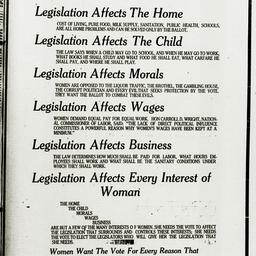 Legislation Affects The Home
COST OF LIVING, PURE FOOD, MILK SUPPLY, SANITATION, PUBLIC HEALTH, SCHOOLS,
ARE ALL HOME PROBLEMS AND CAN BE SOLVED ONLY BY THE BALLOT.
Legislation Affects The Child
THE LAW SAYS WHEN A CHILD MAY GO TO SCHOOL, AND WHEN HE MAY GO TO WORK,
WHAT BOOKS HE SHALL STUDY AND WHAT FOOD HE SHALL EAT, WHAT CARFARE HE
SHALL PAY, AND WHERE HE SHALL PLAY.
Legislation Affects Morals
WOMEN ARE OPPOSED TO THE LIQUOR TRAFFIC, THE BROTHEL, THE GAMBLING HOUSE,
THE CORRUPT POLITICIAN AND EVERY EVIL THAT SEEKS PROTECTION BY THE VOTE.
THEY WANT THE BALLOT TO COMBAT THESE EVILS.
Legislation Affects Wages
WOMEN DEMAND EQUAL PAY FOR EQUAL WORK. HON CARROLL D. WRIGHT, NATION-
AL COMMISSIONER OF LABOR, SAID: "THE LACK OF DIRECT POLITICAL INFLUENCE
CONSTITUTES A POWERFUL REASON WHY WOMEN'S WAGES HAVE BEEN KEPT AT A
MINIMUM."
Legislation Affects Business
THE LAW DETERMINES HOW MUCH SHALL BE PAID FOR LABOR, WHAT HOURS EM-
PLOYEES SHALL WORK AND WHAT SHALL BE THE SANITARY CONDITIONS UNDER
WHICH THEY SHALL WORK.
Legislation Affects Every Interest of
Woman
THE HOME
THE CHILD
MORALS
WAGES
BUSINESS
ARE BUT A FEW OF THE MANY INTERESTS OF WOMEN. SHE NEEDS THE VOTE TO AFFECT
THE LEGISLATION THAT SURROUNDS AND CONTROLS THESE INTERESTS. SHE NEEDS
THE VOTE TO ELECT THE LEGISLATORS WHO WILL GIVE HER THE LEGISLATION THAT
SHE NEEDS.
Women Want The Vote For Every Reason That